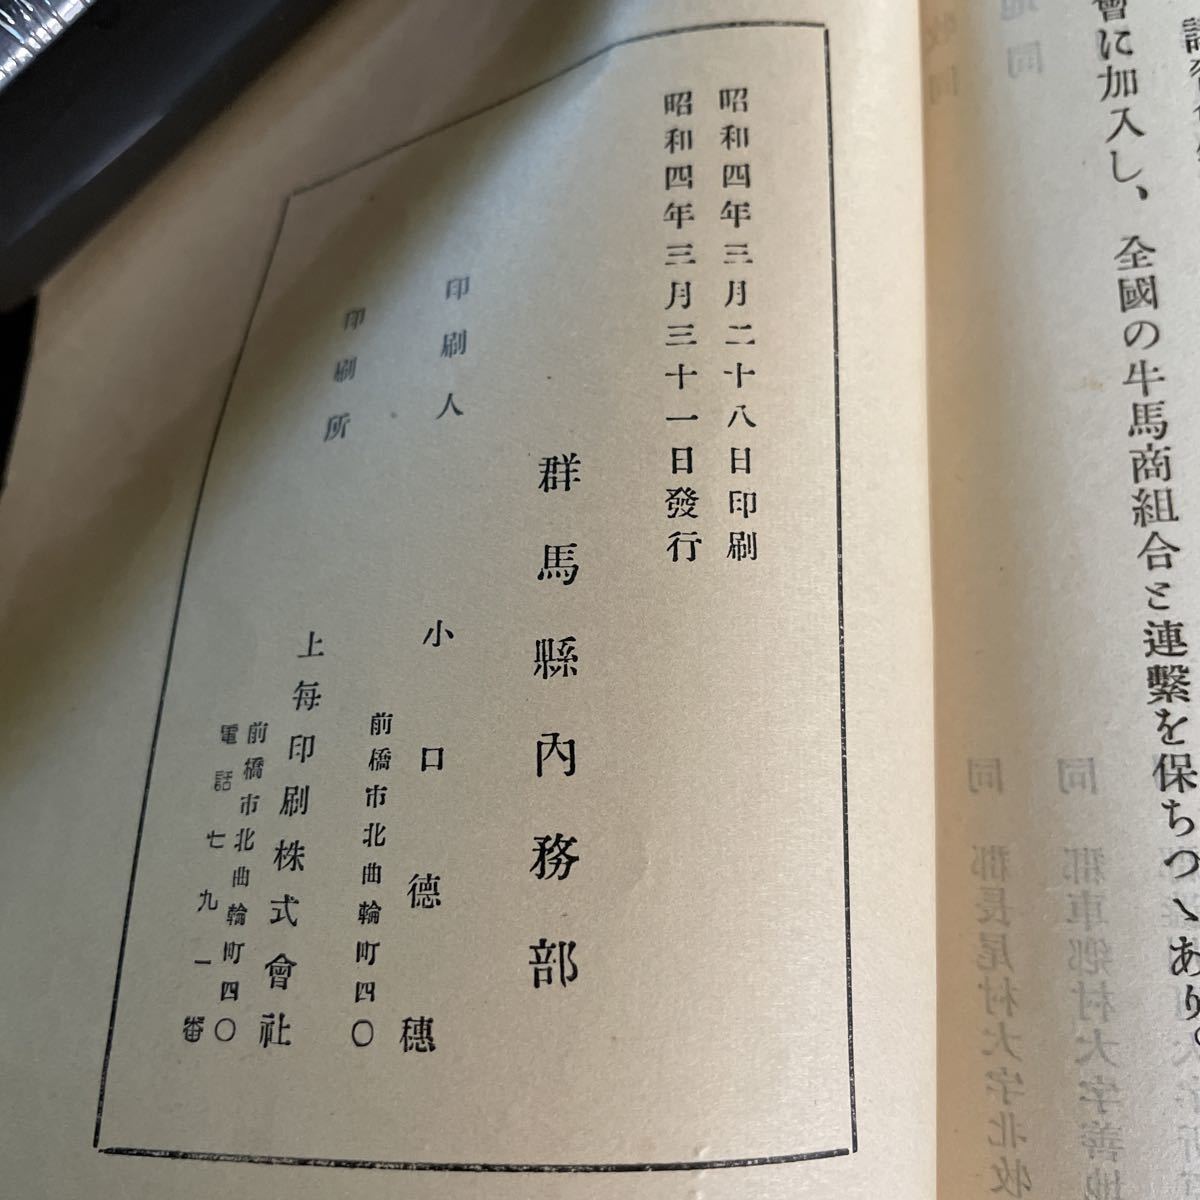 會に加入し、全國の牛馬商組合と連繫を保ちつゝあり。
昭和四年三月二十八日印刷
昭和四年三月三十一日發行
群馬縣內務部
前橋市北曲輪町四〇
印刷人 小口德穗
印刷所 上每印刷株式會社
前橋市北曲輪町四〇
電話七九一番